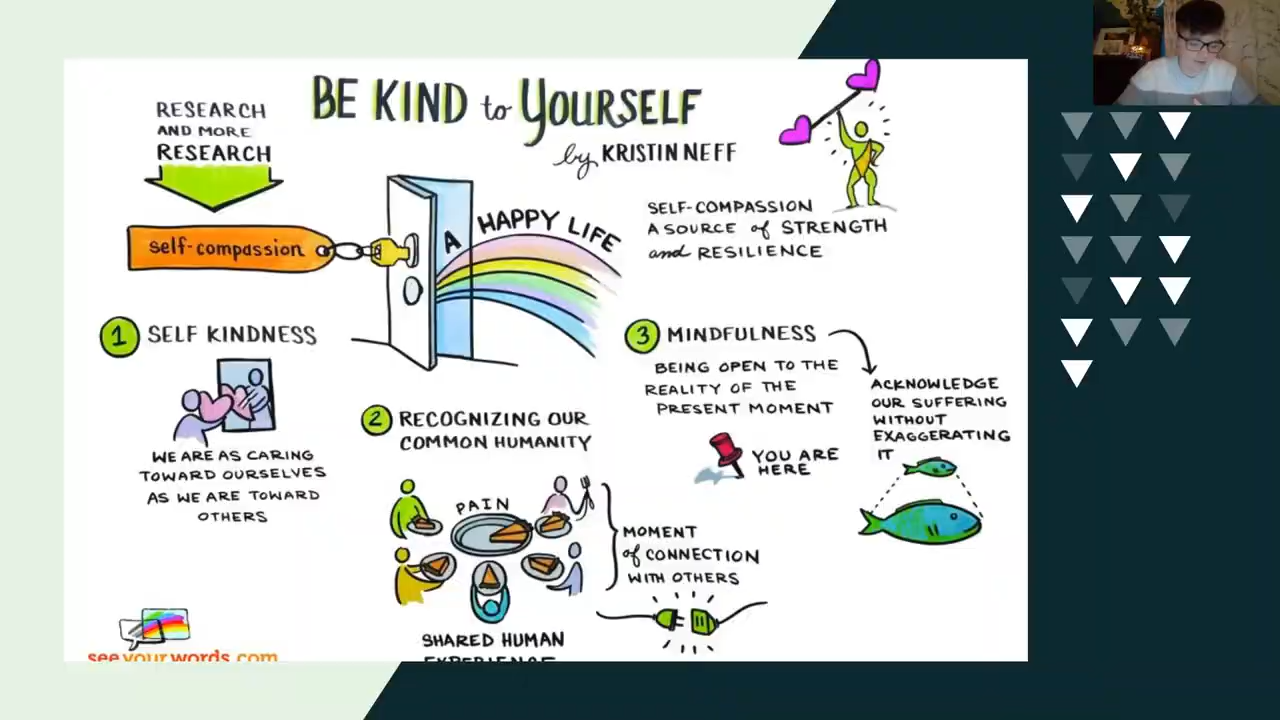 BE KIND to YOURSELF
by KRISTIN NEFF
RESEARCH
AND MORE
RESEARCH
self-compassion
A HAPPY LIFE
SELF-COMPASSION
A SOURCE of STRENGTH
and RESILIENCE
1 SELF KINDNESS
WE ARE AS CARING
TOWARD OURSELVES
AS WE ARE TOWARD
OTHERS
2 RECOGNIZING OUR
COMMON HUMANITY
PAIN
MOMENT
of CONNECTION
WITH OTHERS
SHARED HUMAN
EXPERIENCE
3 MINDFULNESS
BEING OPEN TO THE
REALITY OF THE
PRESENT MOMENT
YOU ARE
HERE
ACKNOWLEDGE
OUR SUFFERING
WITHOUT
EXAGGERATING
IT
seeyourwords.com